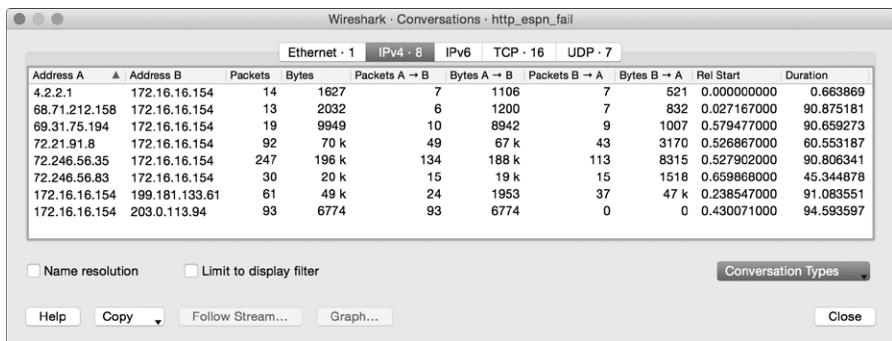 Wireshark · Conversations · http_espn_fail
Ethernet · 1 IPv4 · 8 IPv6 TCP · 16 UDP · 7
Address A Address B Packets Bytes Packets A → B Bytes A → B Packets B → A Bytes B → A Rel Start Duration
4.2.2.1 172.16.16.154 14 1627 7 1106 7 521 0.000000000 0.663869
68.71.212.158 172.16.16.154 13 2032 6 1200 7 832 0.027167000 90.875181
69.31.75.194 172.16.16.154 19 9949 10 8942 9 1007 0.579477000 90.659273
72.21.91.8 172.16.16.154 92 70 k 49 67 k 43 3170 0.526867000 60.553187
72.246.56.35 172.16.16.154 247 196 k 134 188 k 113 8315 0.527902000 90.806341
72.246.56.83 172.16.16.154 30 20 k 15 19 k 15 1518 0.659868000 45.344878
172.16.16.154 199.181.133.61 61 49 k 24 1953 37 47 k 0.238547000 91.083551
172.16.16.154 203.0.113.94 93 6774 93 6774 0 0 0.430071000 94.593597
Name resolution Limit to display filter Conversation Types
Help Copy Follow Stream... Graph... Close